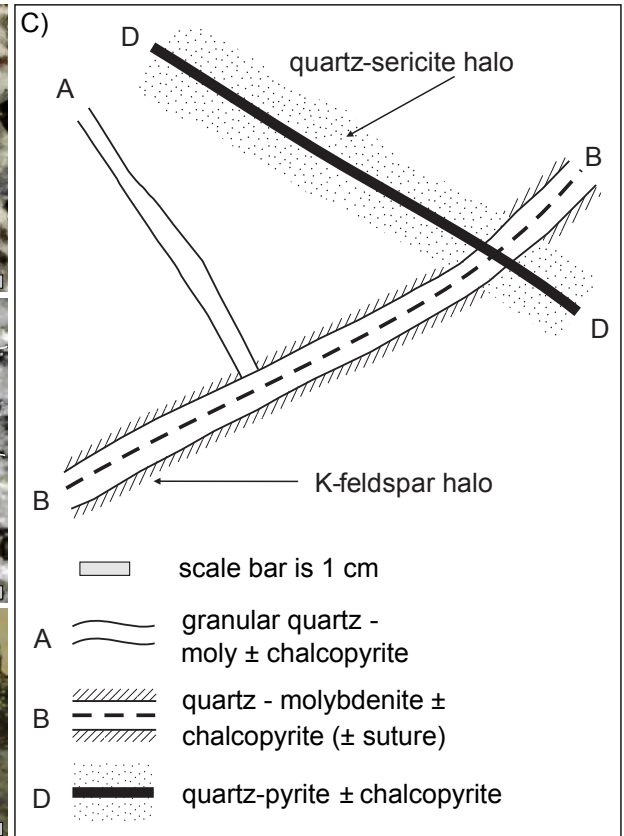 C)
D
quartz-sericite halo
A
B
D
K-feldspar halo
B
scale bar is 1 cm
A
granular quartz -
moly ± chalcopyrite
B
quartz - molybdenite ±
chalcopyrite (± suture)
D
quartz-pyrite ± chalcopyrite